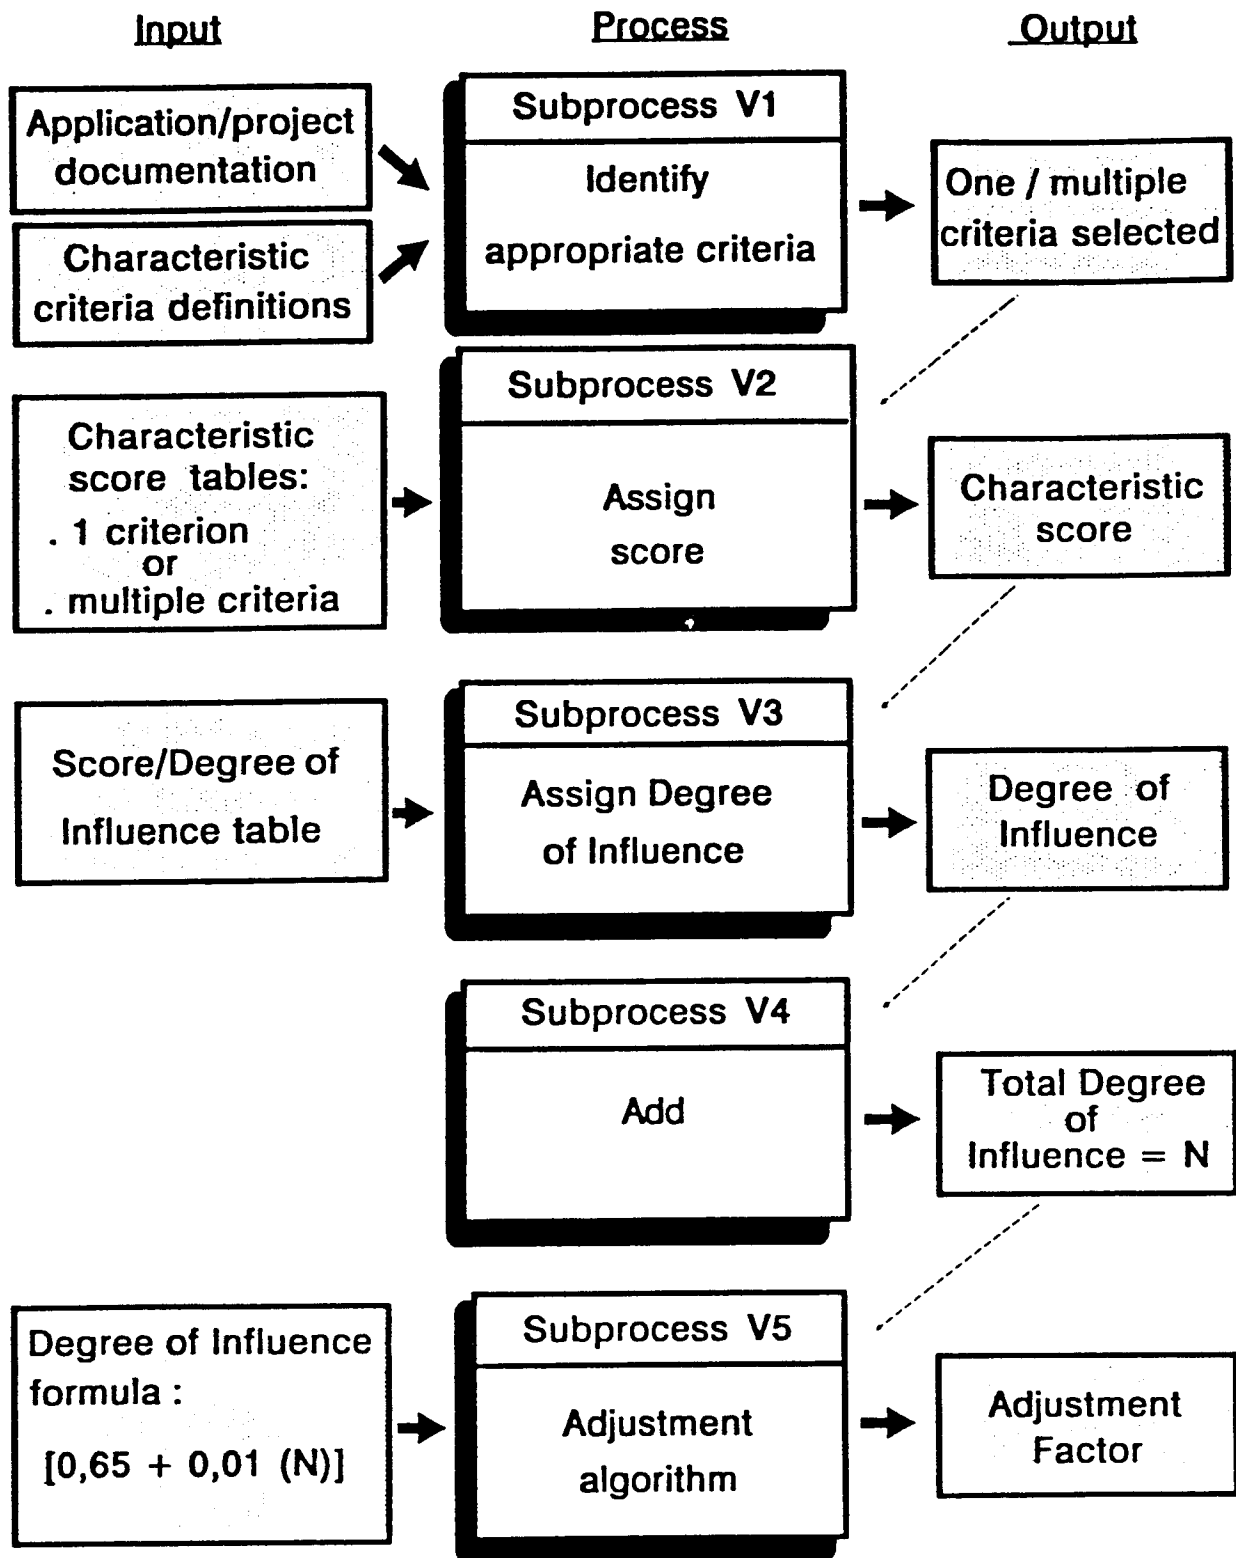 Input
Process
Output
Application/project
documentation
Characteristic
criteria definitions
Subprocess V1
Identify
appropriate criteria
One / multiple
criteria selected
Characteristic
score tables:
. 1 criterion
or
. multiple criteria
Subprocess V2
Assign
score
Characteristic
score
Score/Degree of
Influence table
Subprocess V3
Assign Degree
of Influence
Degree of
Influence
Subprocess V4
Add
Total Degree
of
Influence = N
Degree of Influence
formula :
[0,65 + 0,01 (N)]
Subprocess V5
Adjustment
algorithm
Adjustment
Factor